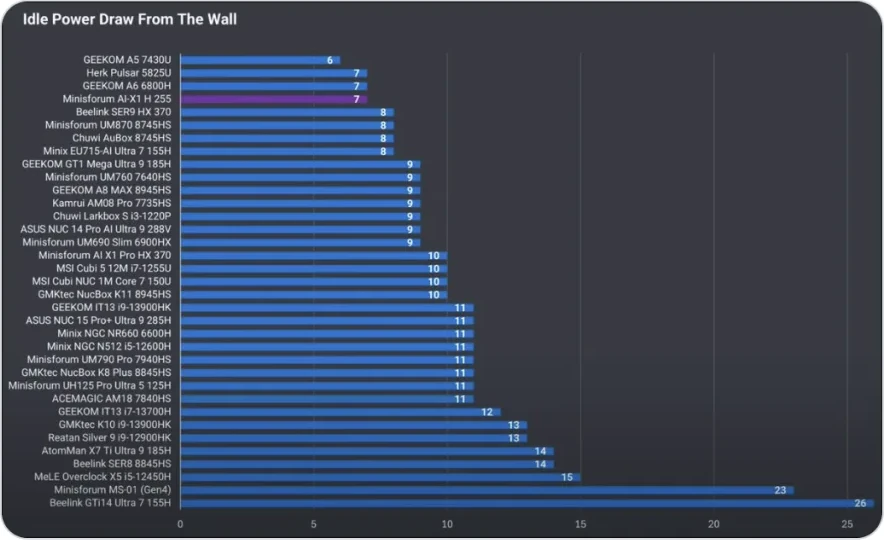 Idle Power Draw From The Wall
GEEKOM A5 7430U 6
Herk Pulsar 5825U 7
GEEKOM A6 6800H 7
Minisforum AI-X1 H 255 7
Beelink SER9 HX 370 8
Minisforum UM870 8745HS 8
Chuwi AuBox 8745HS 8
Minix EU715-AI Ultra 7 155H 8
GEEKOM GT1 Mega Ultra 9 185H 9
Minisforum UM760 7640HS 9
GEEKOM A8 MAX 8945HS 9
Kamrui AM08 Pro 7735HS 9
Chuwi Larkbox S i3-1220P 9
ASUS NUC 14 Pro AI Ultra 9 288V 9
Minisforum UM690 Slim 6900HX 9
Minisforum AI X1 Pro HX 370 10
MSI Cubi 5 12M i7-1255U 10
MSI Cubi NUC 1M Core 7 150U 10
GMKtec NucBox K11 8945HS 10
GEEKOM IT13 i9-13900HK 11
ASUS NUC 15 Pro+ Ultra 9 285H 11
Minix NGC NR660 6600H 11
Minix NGC N512 i5-12600H 11
Minisforum UM790 Pro 7940HS 11
GMKtec NucBox K8 Plus 8845HS 11
Minisforum UH125 Pro Ultra 5 125H 11
ACEMAGIC AM18 7840HS 11
GEEKOM IT13 i7-13700H 12
GMKtec K10 i9-13900HK 13
Reatan Silver 9 i9-12900HK 13
AtomMan X7 Ti Ultra 9 185H 14
Beelink SER8 8845HS 14
MeLE Overclock X5 i5-12450H 15
Minisforum MS-01 (Gen4) 23
Beelink GTi14 Ultra 7 155H 26
0 5 10 15 20 25